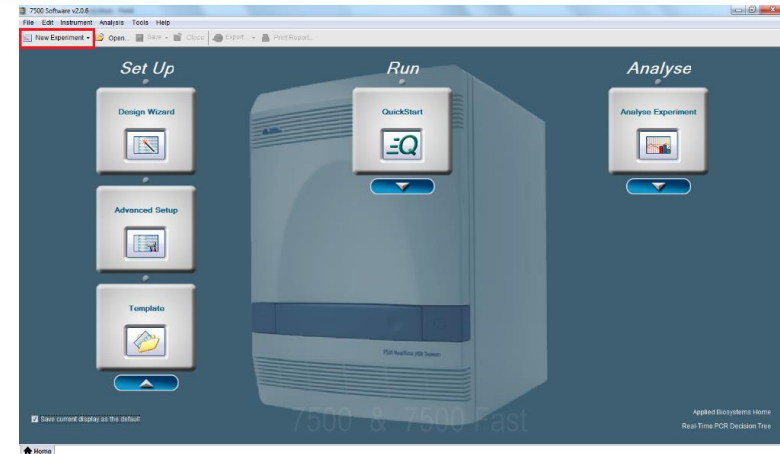 7500 Software v2.0.6
File Edit Instrument Analysis Tools Help
New Experiment Open... Save Close Export... Print Report...
Set Up Run Analyse
Design Wizard QuickStart Analyse Experiment
Advanced Setup
Template
7500 & 7500 Fast
Save current display as the default
Applied Biosystems Home
Real-Time PCR Decision Tree
Home